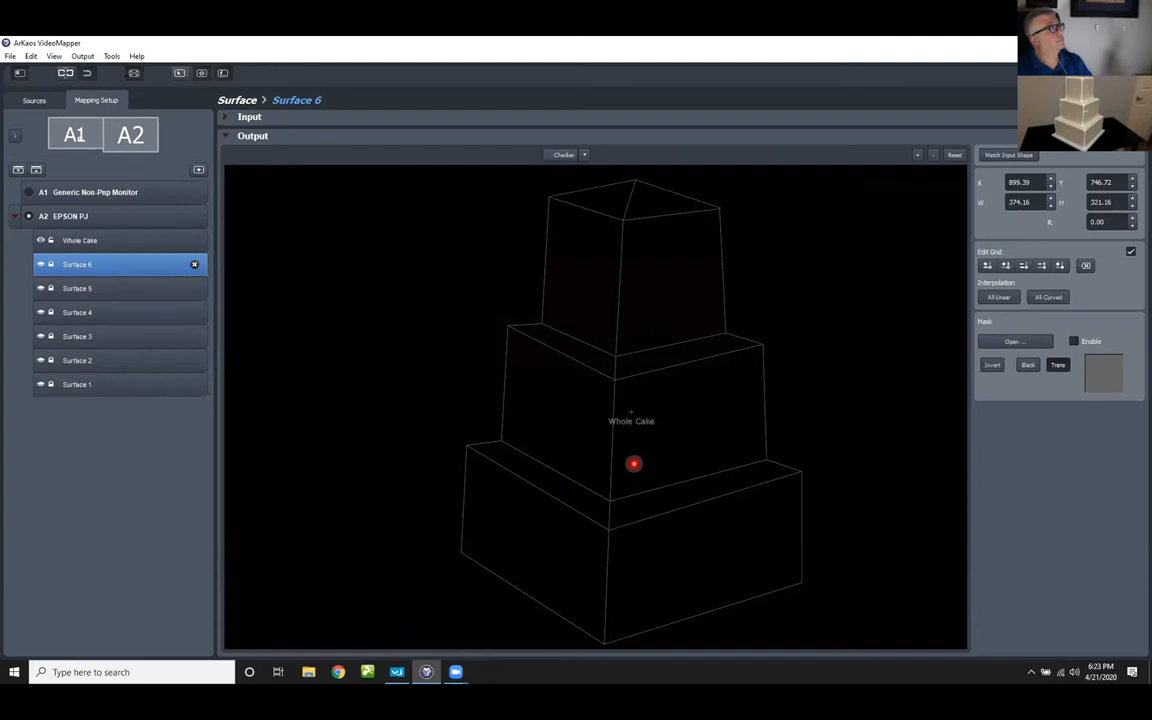 ArKaos VideoMapper
File Edit View Output Tools Help
Sources Mapping Setup
Surface > Surface 6
Input
A1 A2
Output
Checker
+ - Reset
Match Input Shape
X 899.39 Y 746.72
W 374.16 H 321.16
R 0.00
A1 Generic Non-Pnp Monitor
A2 EPSON PJ
Whole Cake
Surface 6
Surface 5
Surface 4
Surface 3
Surface 2
Surface 1
Edit Grid
Interpolation
All Linear All Curved
Mask
Open ... Enable
Invert Black Trans
Whole Cake
Type here to search
6:23 PM
4/21/2020